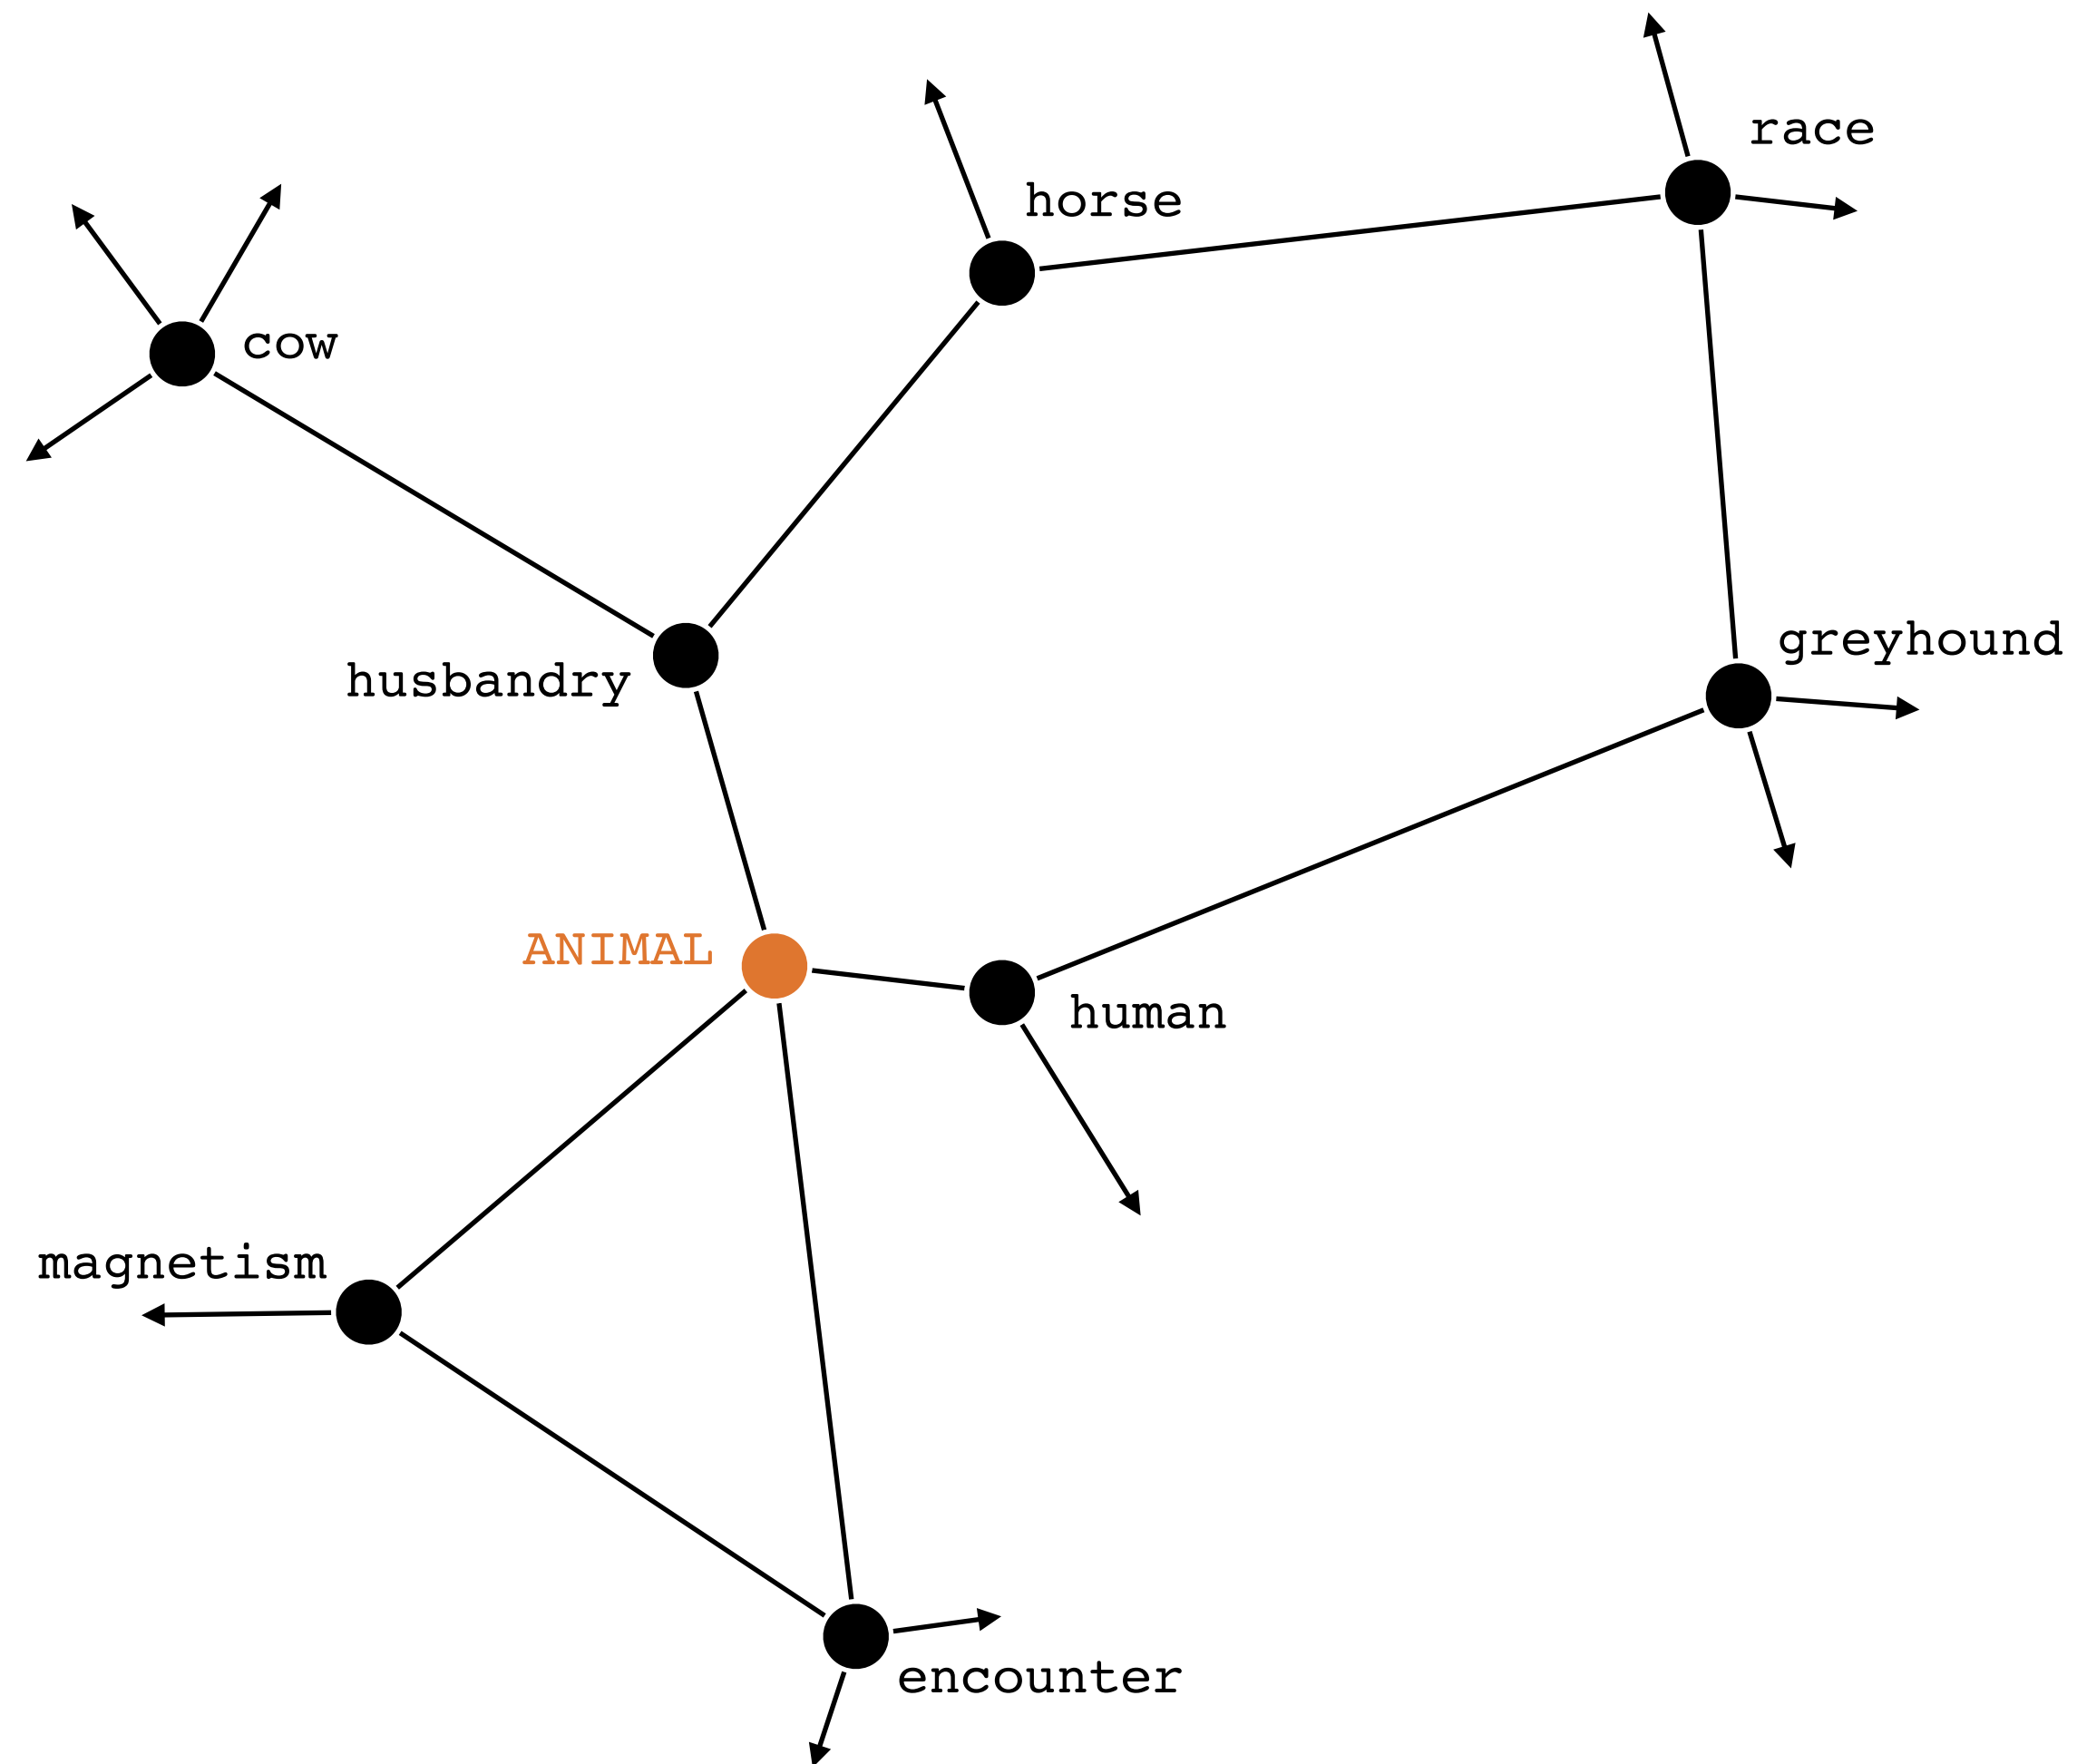 race
horse
cow
greyhound
husbandry
ANIMAL
human
magnetism
encounter